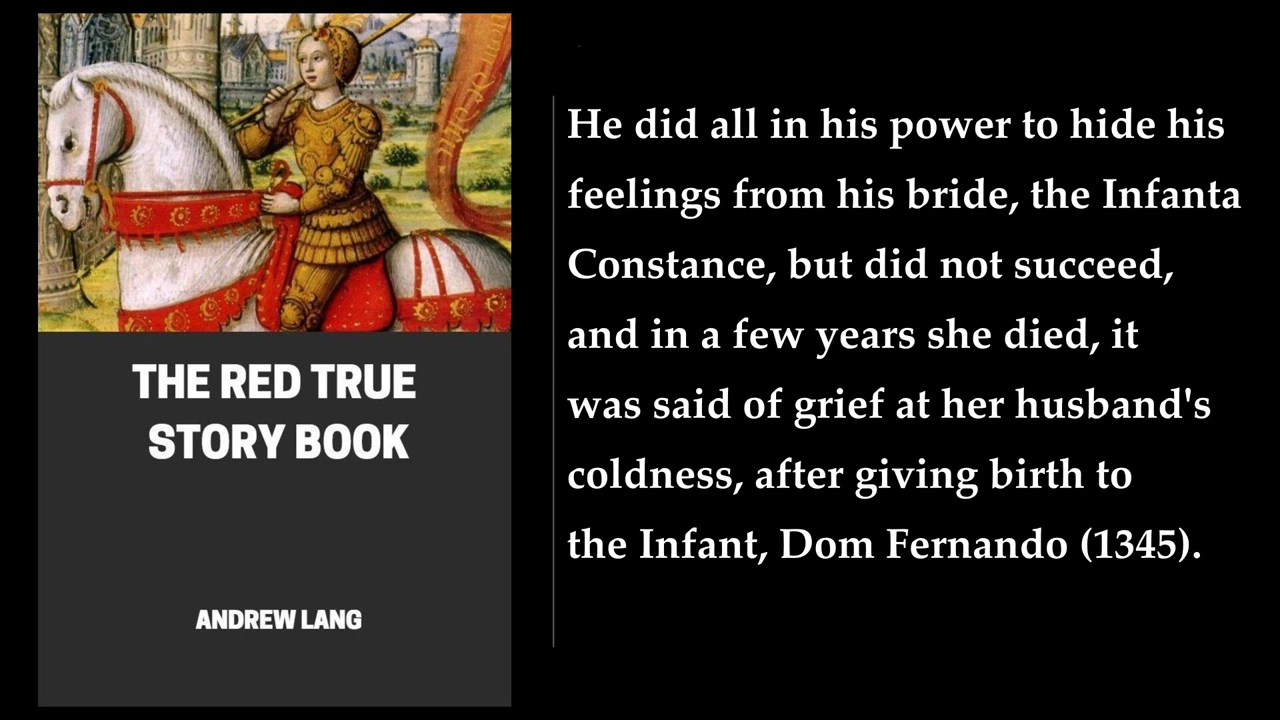 THE RED TRUE
STORY BOOK
ANDREW LANG
He did all in his power to hide his
feelings from his bride, the Infanta
Constance, but did not succeed,
and in a few years she died, it
was said of grief at her husband's
coldness, after giving birth to
the Infant, Dom Fernando (1345).